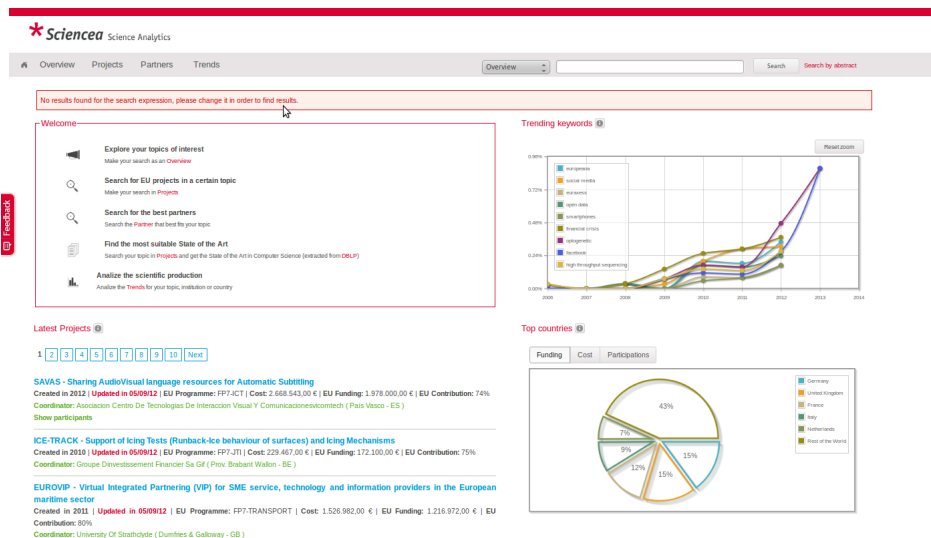 Sciencea Science Analytics
Overview Projects Partners Trends
Overview
Search
Search by abstract
No results found for the search expression, please change it in order to find results.
Feedback
Welcome
Explore your topics of interest
Make your search as an Overview
Search for EU projects in a certain topic
Make your search in Projects
Search for the best partners
Search the Partner that best fits your topic
Find the most suitable State of the Art
Search your topic in Projects and get the State of the Art in Computer Science (extracted from DBLP)
Analize the scientific production
Analize the Trends for your topic, institution or country
Trending keywords
Reset zoom
0.96%
0.72%
0.48%
0.24%
0.00%
europeana
social media
euraxess
open data
smartphones
financial crisis
optogenetic
facebook
high throughput sequencing
2006 2007 2008 2009 2010 2011 2012 2013 2014
Latest Projects
1 2 3 4 5 6 7 8 9 10 Next
SAVAS - Sharing AudioVisual language resources for Automatic Subtitling
Created in 2012 | Updated in 05/09/12 | EU Programme: FP7-ICT | Cost: 2.668.543,00 € | EU Funding: 1.978.000,00 € | EU Contribution: 74%
Coordinator: Asociacion Centro De Tecnologias De Interaccion Visual Y Comunicacionesvicomtech ( Pais Vasco - ES )
Show participants
ICE-TRACK - Support of Icing Tests (Runback-Ice behaviour of surfaces) and Icing Mechanisms
Created in 2010 | Updated in 05/09/12 | EU Programme: FP7-JTI | Cost: 229.467,00 € | EU Funding: 172.100,00 € | EU Contribution: 75%
Coordinator: Groupe Dinvestissement Financier Sa Gif ( Prov. Brabant Wallon - BE )
EUROVIP - Virtual Integrated Partnering (VIP) for SME service, technology and information providers in the European
maritime sector
Created in 2011 | Updated in 05/09/12 | EU Programme: FP7-TRANSPORT | Cost: 1.526.982,00 € | EU Funding: 1.216.972,00 € | EU
Contribution: 80%
Coordinator: University Of Strathclyde ( Dumfries & Galloway - GB )
Top countries
Funding Cost Participations
43%
7%
9%
12%
15%
15%
Germany
United Kingdom
France
Italy
Netherlands
Rest of the World